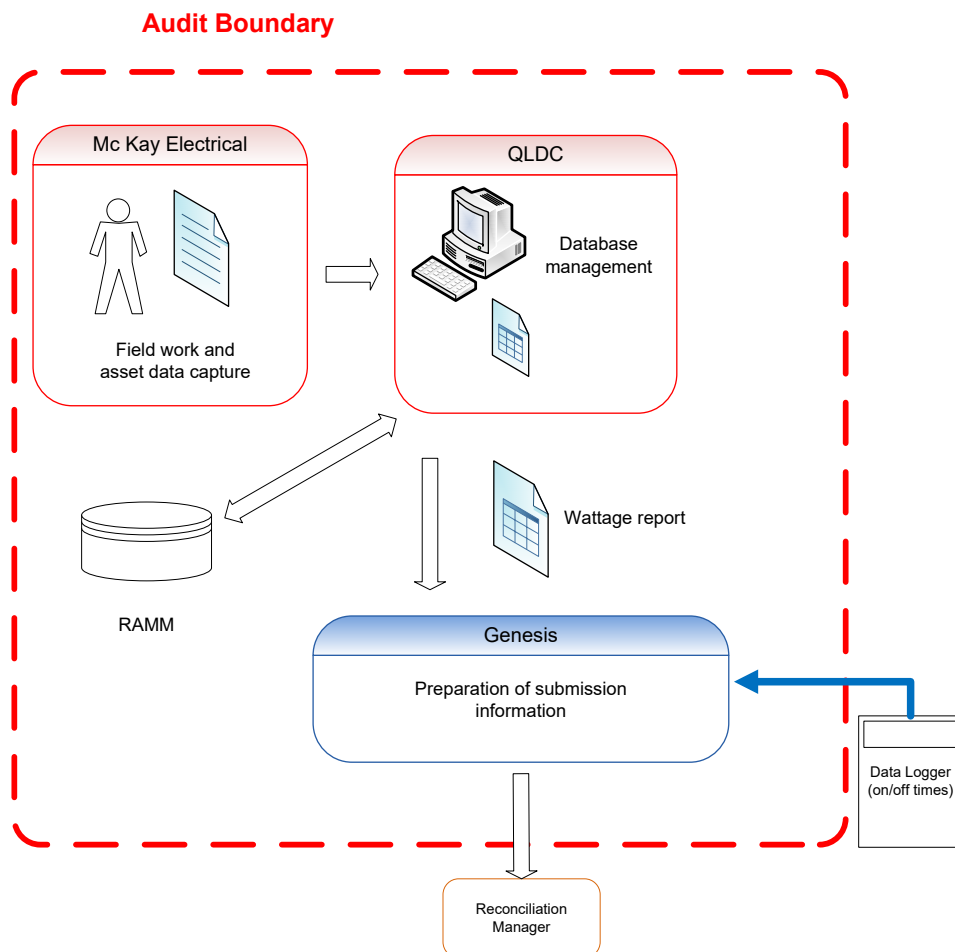 Audit Boundary
Mc Kay Electrical
QLDC
Database
management
Field work and
asset data capture
Wattage report
RAMM
Genesis
Preparation of submission
information
Data Logger
(on/off times)
Reconciliation
Manager